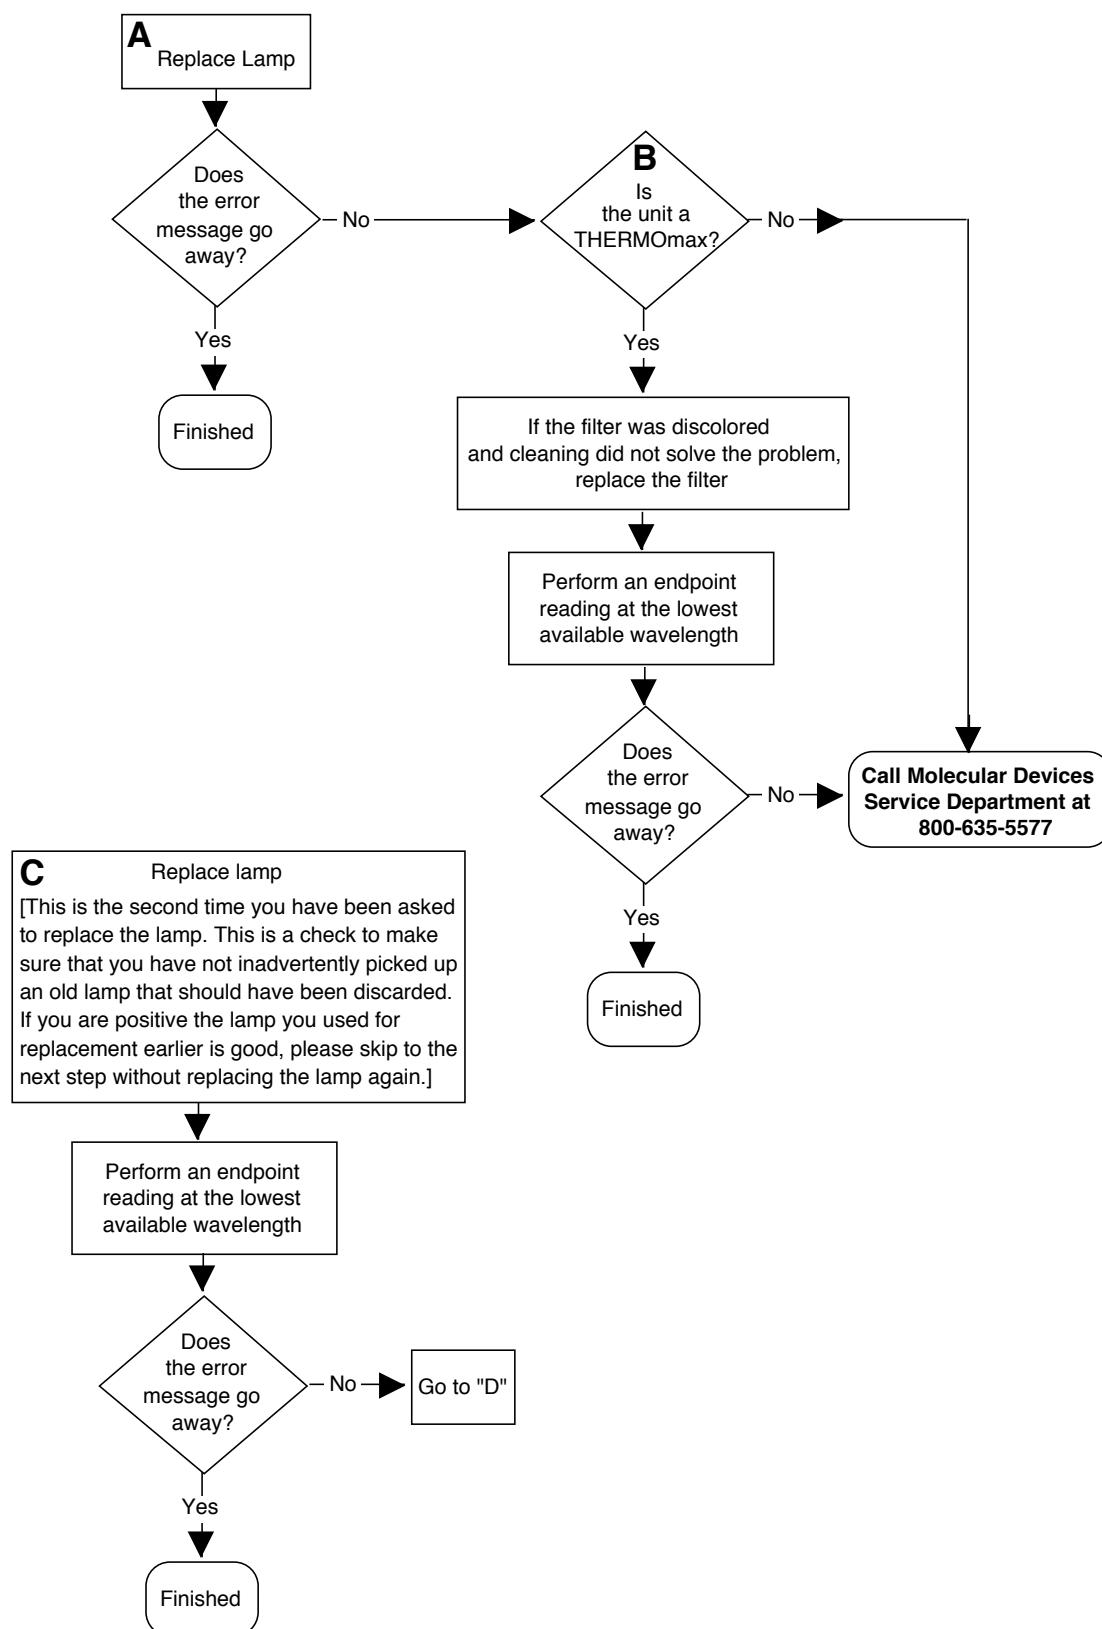 A
Replace Lamp
Does
the error
message go
away?
No
Yes
Finished
B
Is
the unit a
THERMOmax?
No
Yes
If the filter was discolored
and cleaning did not solve the problem,
replace the filter
Perform an endpoint
reading at the lowest
available wavelength
Does
the error
message go
away?
No
Call Molecular Devices
Service Department at
800-635-5577
Yes
Finished
C
Replace lamp
[This is the second time you have been asked
to replace the lamp. This is a check to make
sure that you have not inadvertently picked up
an old lamp that should have been discarded.
If you are positive the lamp you used for
replacement earlier is good, please skip to the
next step without replacing the lamp again.]
Perform an endpoint
reading at the lowest
available wavelength
Does
the error
message go
away?
No
Go to "D"
Yes
Finished